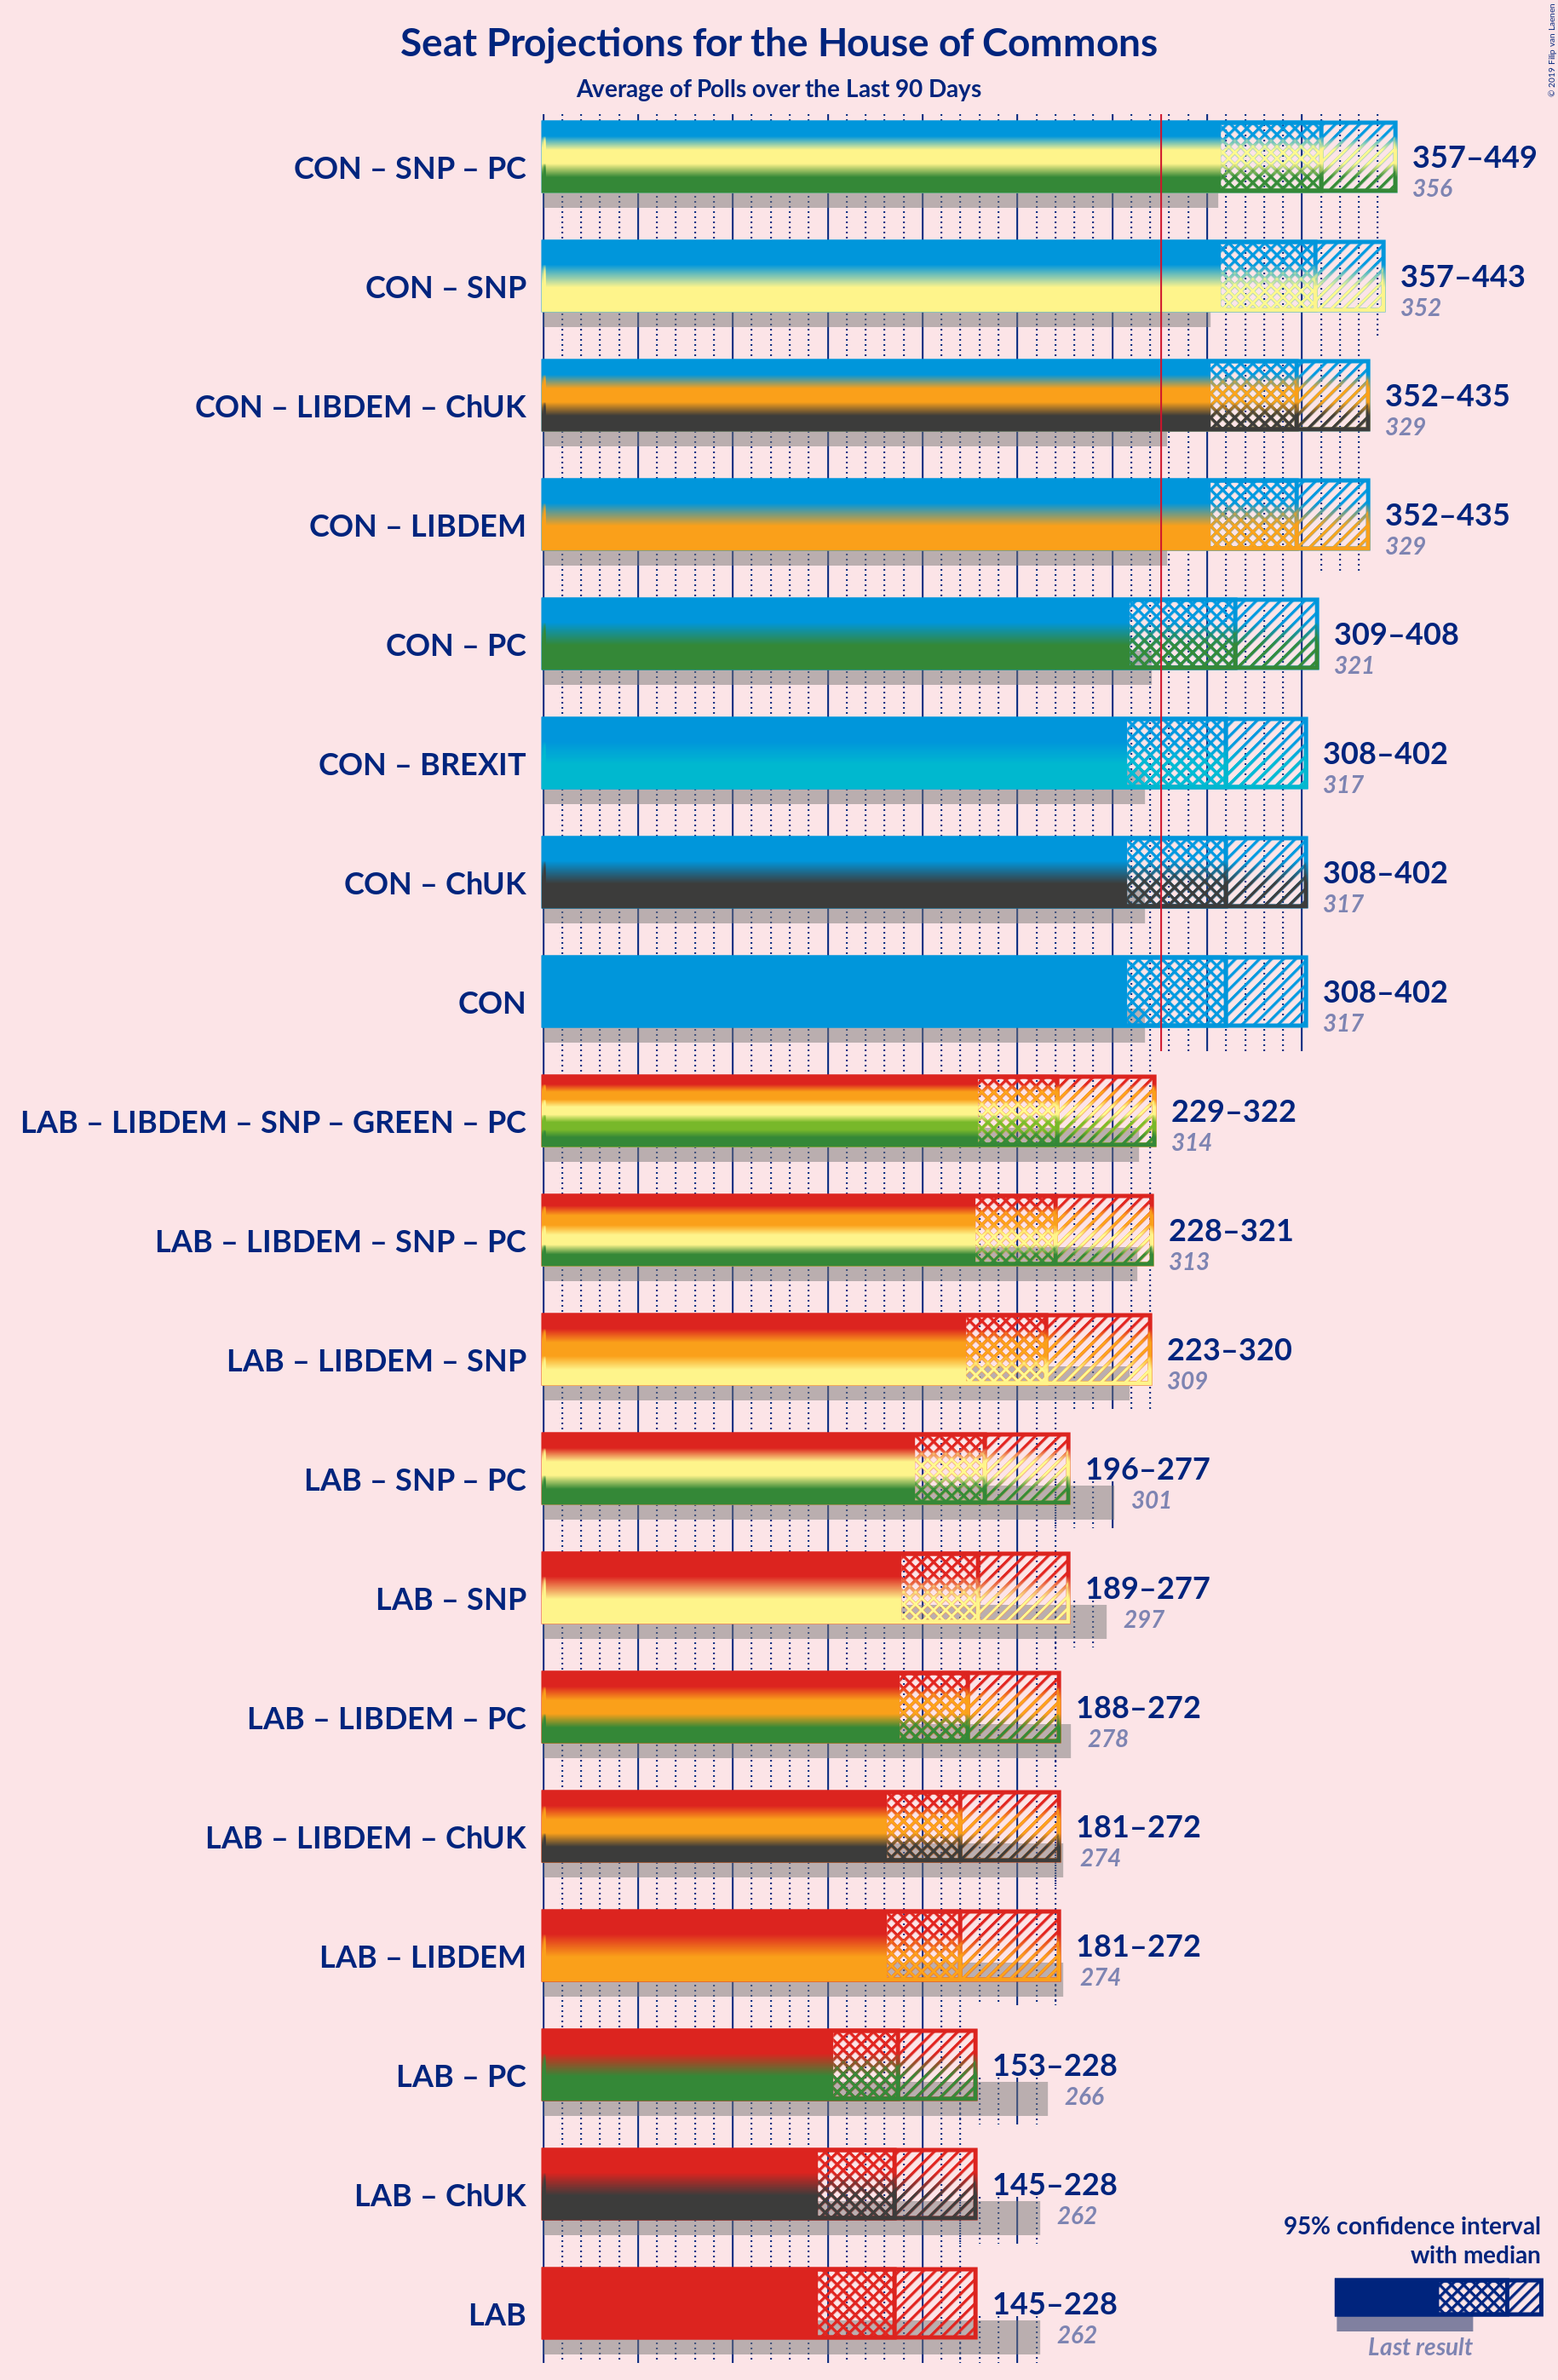 Seat Projections for the House of Commons
Average of Polls over the Last 90 Days
© 2019 Filip van Laenen
CON – SNP – PC
357–449
356
CON – SNP
357–443
352
CON – LIBDEM – ChUK
352–435
329
CON – LIBDEM
352–435
329
CON – PC
309–408
321
CON – BREXIT
308–402
317
CON – ChUK
308–402
317
CON
308–402
317
LAB – LIBDEM – SNP – GREEN – PC
229–322
314
LAB – LIBDEM – SNP – PC
228–321
313
LAB – LIBDEM – SNP
223–320
309
LAB – SNP – PC
196–277
301
LAB – SNP
189–277
297
LAB – LIBDEM – PC
188–272
278
LAB – LIBDEM – ChUK
181–272
274
LAB – LIBDEM
181–272
274
LAB – PC
153–228
266
LAB – ChUK
145–228
262
LAB
145–228
262
95% confidence interval
with median
Last result